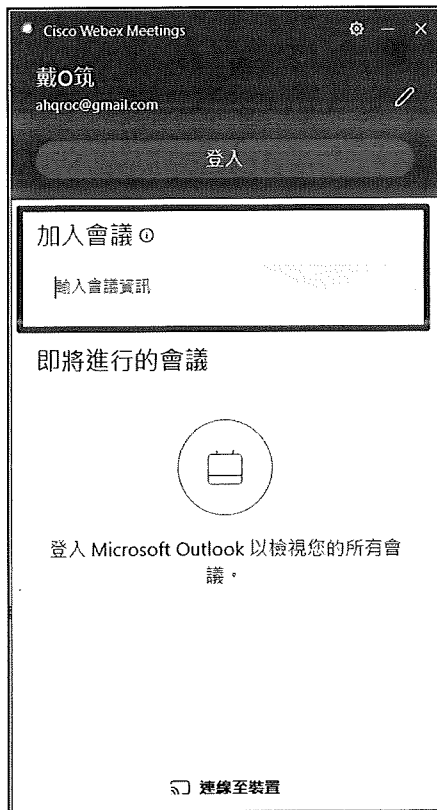 Cisco Webex Meetings
戴O筑
ahqroc@gmail.com
登入
加入會議
輸入會議資訊
即將進行的會議
登入 Microsoft Outlook 以檢視您的所有會
議。
連線至裝置